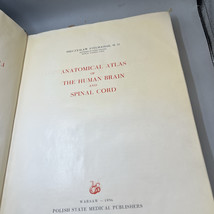 ANATOMICAL ATLAS
OF
THE HUMAN BRAIN
AND
SPINAL CORD
WARSAW
POLISH STATE MEDICAL PUBLISHERS